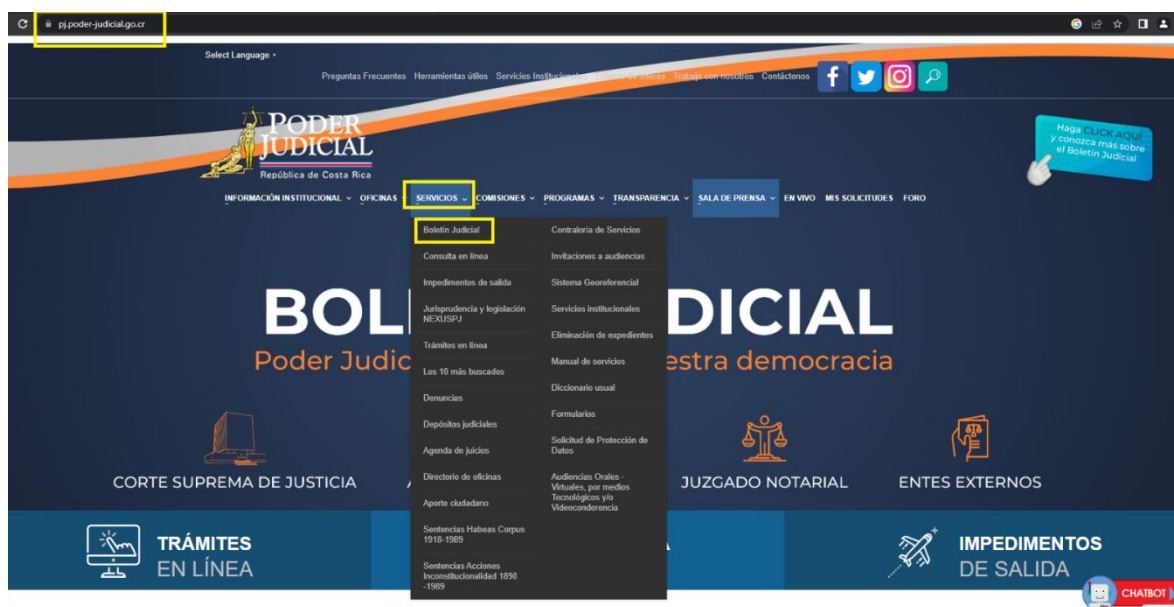 pj.poder-judicial.go.cr
Select Language
Preguntas Frecuentes Herramientas útiles Servicios Trabaje con nosotros Contáctenos
Haga CLICK AQUÍ
y conozca más sobre
el Boletín Judicial
PODER
JUDICIAL
República de Costa Rica
INFORMACIÓN INSTITUCIONAL OFICINAS SERVICIOS COMISIONES PROGRAMAS TRANSPARENCIA SALA DE PRENSA EN VIVO MIS SOLICITUDES FORO
Boletín Judicial
Consulta en línea
Impedimentos de salida
Jurisprudencia y legislación
NEXUSPJ
Trámites en línea
Los 10 más buscados
Denuncias
Depósitos judiciales
Agenda de juicios
Directorio de oficinas
Aporte ciudadano
Sentencias Habeas Corpus
1918-1989
Sentencias Acciones
Inconstitucionalidad 1890
-1989
Contraloría de Servicios
Invitaciones a audiencias
Sistema Georeferencial
Servicios institucionales
Eliminación de expedientes
Manual de servicios
Diccionario usual
Formularios
Solicitud de Protección de
Datos
Audiencias Orales -
Virtuales, por medios
Tecnológicos y/o
Videoconderencia
BOL DICIAL
Poder Judic estra democracia
CORTE SUPREMA DE JUSTICIA
JUZGADO NOTARIAL
ENTES EXTERNOS
TRÁMITES
EN LÍNEA
IMPEDIMENTOS
DE SALIDA
CHATBOT